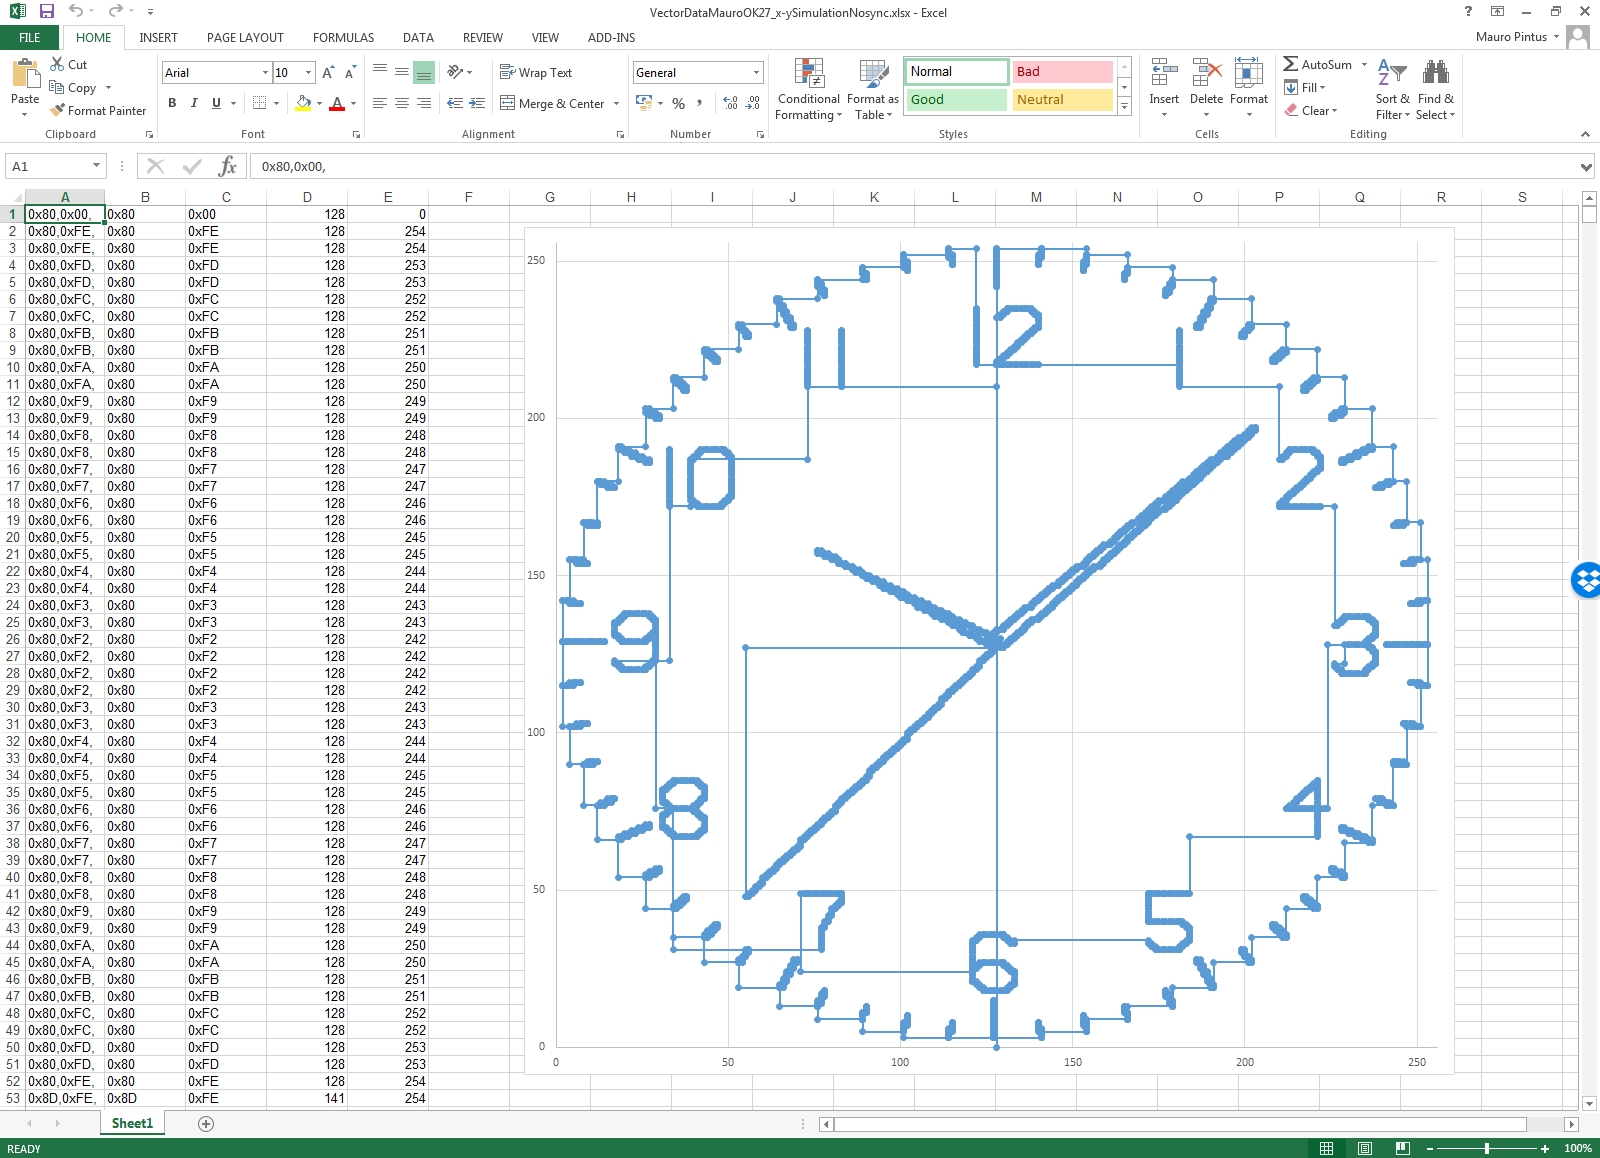 VectorDataMauroOK27_x-ySimulationNosync.xlsx - Excel
FILE HOME INSERT PAGE LAYOUT FORMULAS DATA REVIEW VIEW ADD-INS Mauro Pintus
Paste Cut Copy Format Painter Clipboard
Arial 10 B I U A Font
Wrap Text Merge & Center Alignment
General % Number
Conditional Formatting Format as Table Normal Bad Good Neutral Styles
Insert Delete Format Cells
AutoSum Fill Clear Sort & Filter Find & Select Editing
A1 fx 0x80,0x00,
A B C D E F G H I J K L M N O P Q R S
1 0x80,0x00, 0x80 0x00 128 0
2 0x80,0xFE, 0x80 0xFE 128 254
3 0x80,0xFE, 0x80 0xFE 128 254
4 0x80,0xFD, 0x80 0xFD 128 253
5 0x80,0xFD, 0x80 0xFD 128 253
6 0x80,0xFC, 0x80 0xFC 128 252
7 0x80,0xFC, 0x80 0xFC 128 252
8 0x80,0xFB, 0x80 0xFB 128 251
9 0x80,0xFB, 0x80 0xFB 128 251
10 0x80,0xFA, 0x80 0xFA 128 250
11 0x80,0xFA, 0x80 0xFA 128 250
12 0x80,0xF9, 0x80 0xF9 128 249
13 0x80,0xF9, 0x80 0xF9 128 249
14 0x80,0xF8, 0x80 0xF8 128 248
15 0x80,0xF8, 0x80 0xF8 128 248
16 0x80,0xF7, 0x80 0xF7 128 247
17 0x80,0xF7, 0x80 0xF7 128 247
18 0x80,0xF6, 0x80 0xF6 128 246
19 0x80,0xF6, 0x80 0xF6 128 246
20 0x80,0xF5, 0x80 0xF5 128 245
21 0x80,0xF5, 0x80 0xF5 128 245
22 0x80,0xF4, 0x80 0xF4 128 244
23 0x80,0xF4, 0x80 0xF4 128 244
24 0x80,0xF3, 0x80 0xF3 128 243
25 0x80,0xF3, 0x80 0xF3 128 243
26 0x80,0xF2, 0x80 0xF2 128 242
27 0x80,0xF2, 0x80 0xF2 128 242
28 0x80,0xF2, 0x80 0xF2 128 242
29 0x80,0xF2, 0x80 0xF2 128 242
30 0x80,0xF3, 0x80 0xF3 128 243
31 0x80,0xF3, 0x80 0xF3 128 243
32 0x80,0xF4, 0x80 0xF4 128 244
33 0x80,0xF4, 0x80 0xF4 128 244
34 0x80,0xF5, 0x80 0xF5 128 245
35 0x80,0xF5, 0x80 0xF5 128 245
36 0x80,0xF6, 0x80 0xF6 128 246
37 0x80,0xF6, 0x80 0xF6 128 246
38 0x80,0xF7, 0x80 0xF7 128 247
39 0x80,0xF7, 0x80 0xF7 128 247
40 0x80,0xF8, 0x80 0xF8 128 248
41 0x80,0xF8, 0x80 0xF8 128 248
42 0x80,0xF9, 0x80 0xF9 128 249
43 0x80,0xF9, 0x80 0xF9 128 249
44 0x80,0xFA, 0x80 0xFA 128 250
45 0x80,0xFA, 0x80 0xFA 128 250
46 0x80,0xFB, 0x80 0xFB 128 251
47 0x80,0xFB, 0x80 0xFB 128 251
48 0x80,0xFC, 0x80 0xFC 128 252
49 0x80,0xFC, 0x80 0xFC 128 252
50 0x80,0xFD, 0x80 0xFD 128 253
51 0x80,0xFD, 0x80 0xFD 128 253
52 0x80,0xFE, 0x80 0xFE 128 254
53 0x8D,0xFE, 0x8D 0xFE 141 254
250
200
150
100
50
0
0 50 100 150 200 250
12
1
2
3
4
5
6
7
8
9
10
11
Sheet1
READY 100%